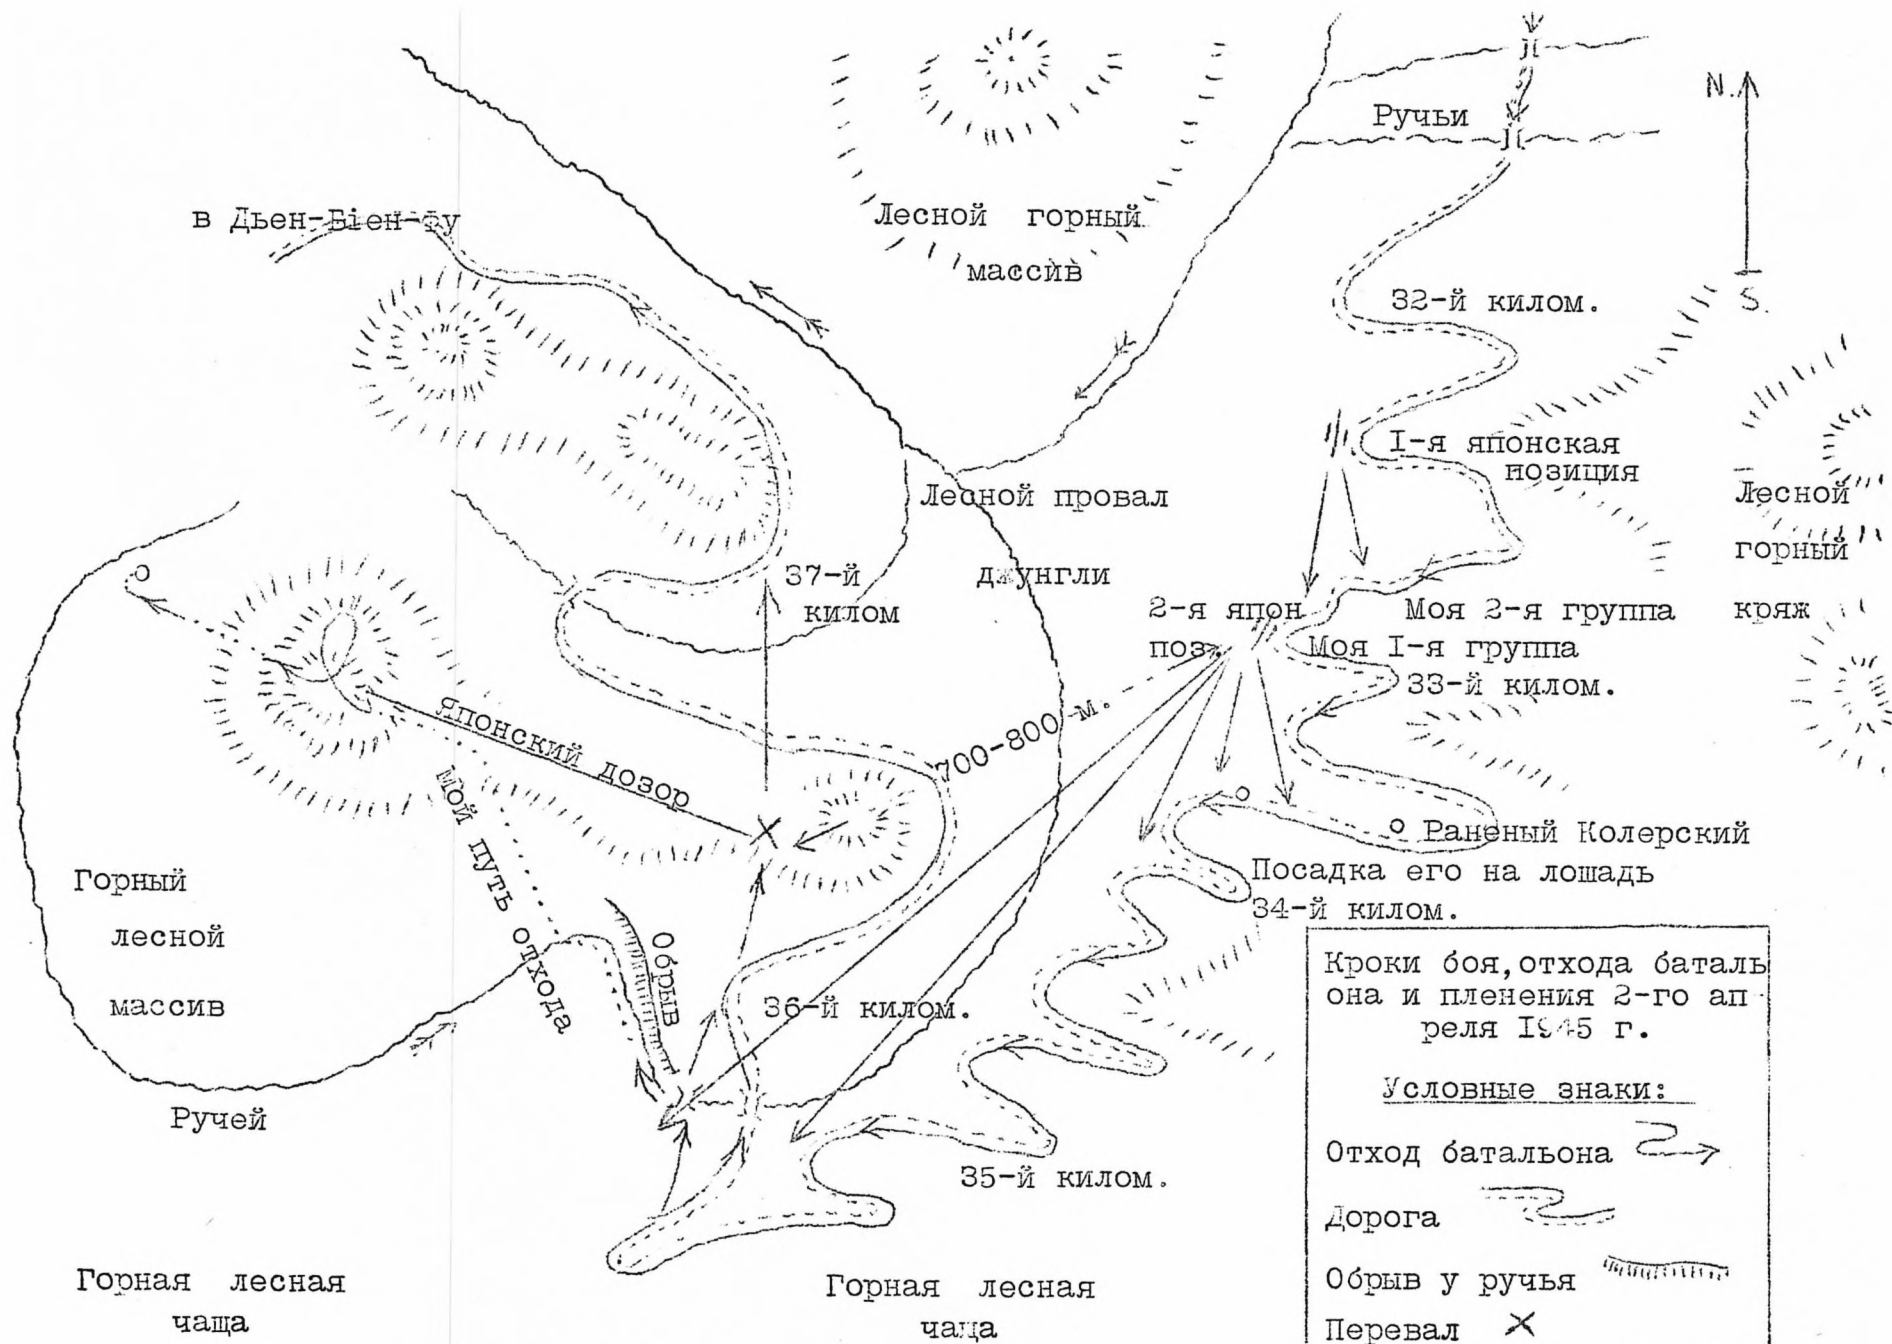 N.
Ручьи
в Дьен-Біен-Фу
Лесной горный
массив
S.
32-й килом.
I-я японская
позиция
Лесной провал
джунгли
Лесной
горный
кряж
37-й
килом
2-я япон
поз.
Моя 2-я группа
Моя I-я группа
33-й килом.
700-800-м.
Японский дозор
Мой путь отхода
Обрыв
Раненый Колерский
Посадка его на лошадь
34-й килом.
Горный
лесной
массив
36-й килом.
Ручей
35-й килом.
Горная лесная
чаща
Горная лесная
чаща
Кроки боя, отхода баталь
она и пленения 2-го ап
реля I945 г.
Условные знаки:
Отход батальона
Дорога
Обрыв у ручья
Перевал